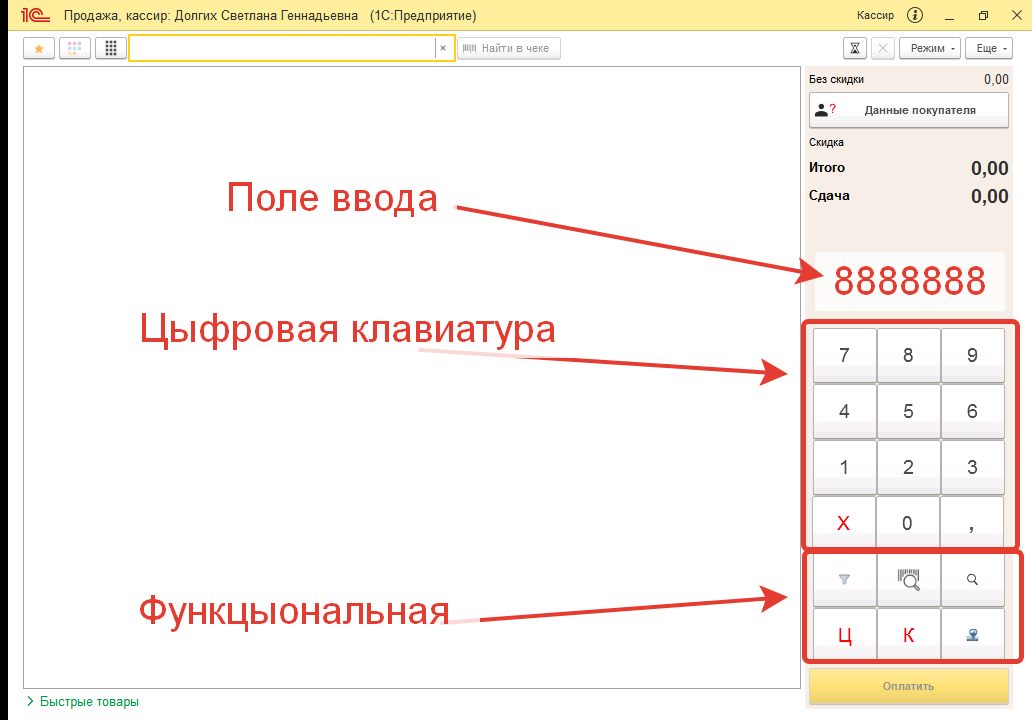 1С Продажа, кассир: Долгих Светлана Геннадьевна (1С:Предприятие) Кассир
Найти в чеке Режим Еще
Без скидки 0,00
Данные покупателя
Скидка
Итого 0,00
Сдача 0,00
Поле ввода
8888888
Цыфровая клавиатура
7 8 9
4 5 6
1 2 3
X 0 ,
Функцыональная
Ц К
Оплатить
Быстрые товары